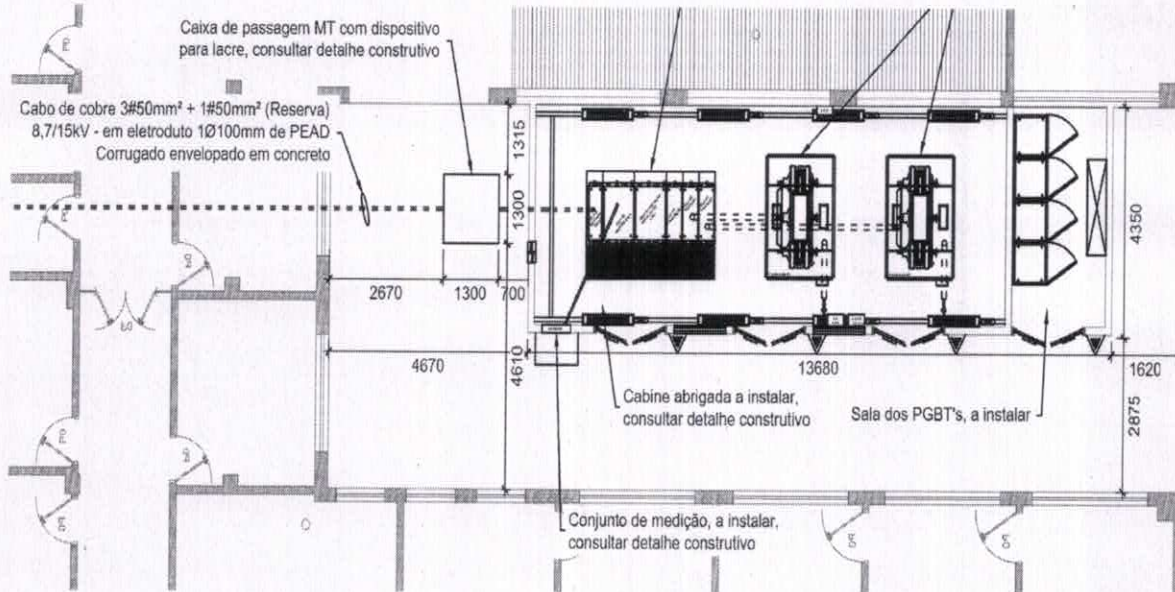 Caixa de passagem MT com dispositivo
para lacre, consultar detalhe construtivo
Cabo de cobre 3#50mm² + 1#50mm² (Reserva)
8,7/15kV - em eletroduto 1Ø100mm de PEAD
Corrugado envelopado em concreto
1315
1300
4350
2670
1300
700
4670
4610
13680
1620
2875
Cabine abrigada a instalar,
consultar detalhe construtivo
Sala dos PGBT's, a instalar
Conjunto de medição, a instalar,
consultar detalhe construtivo